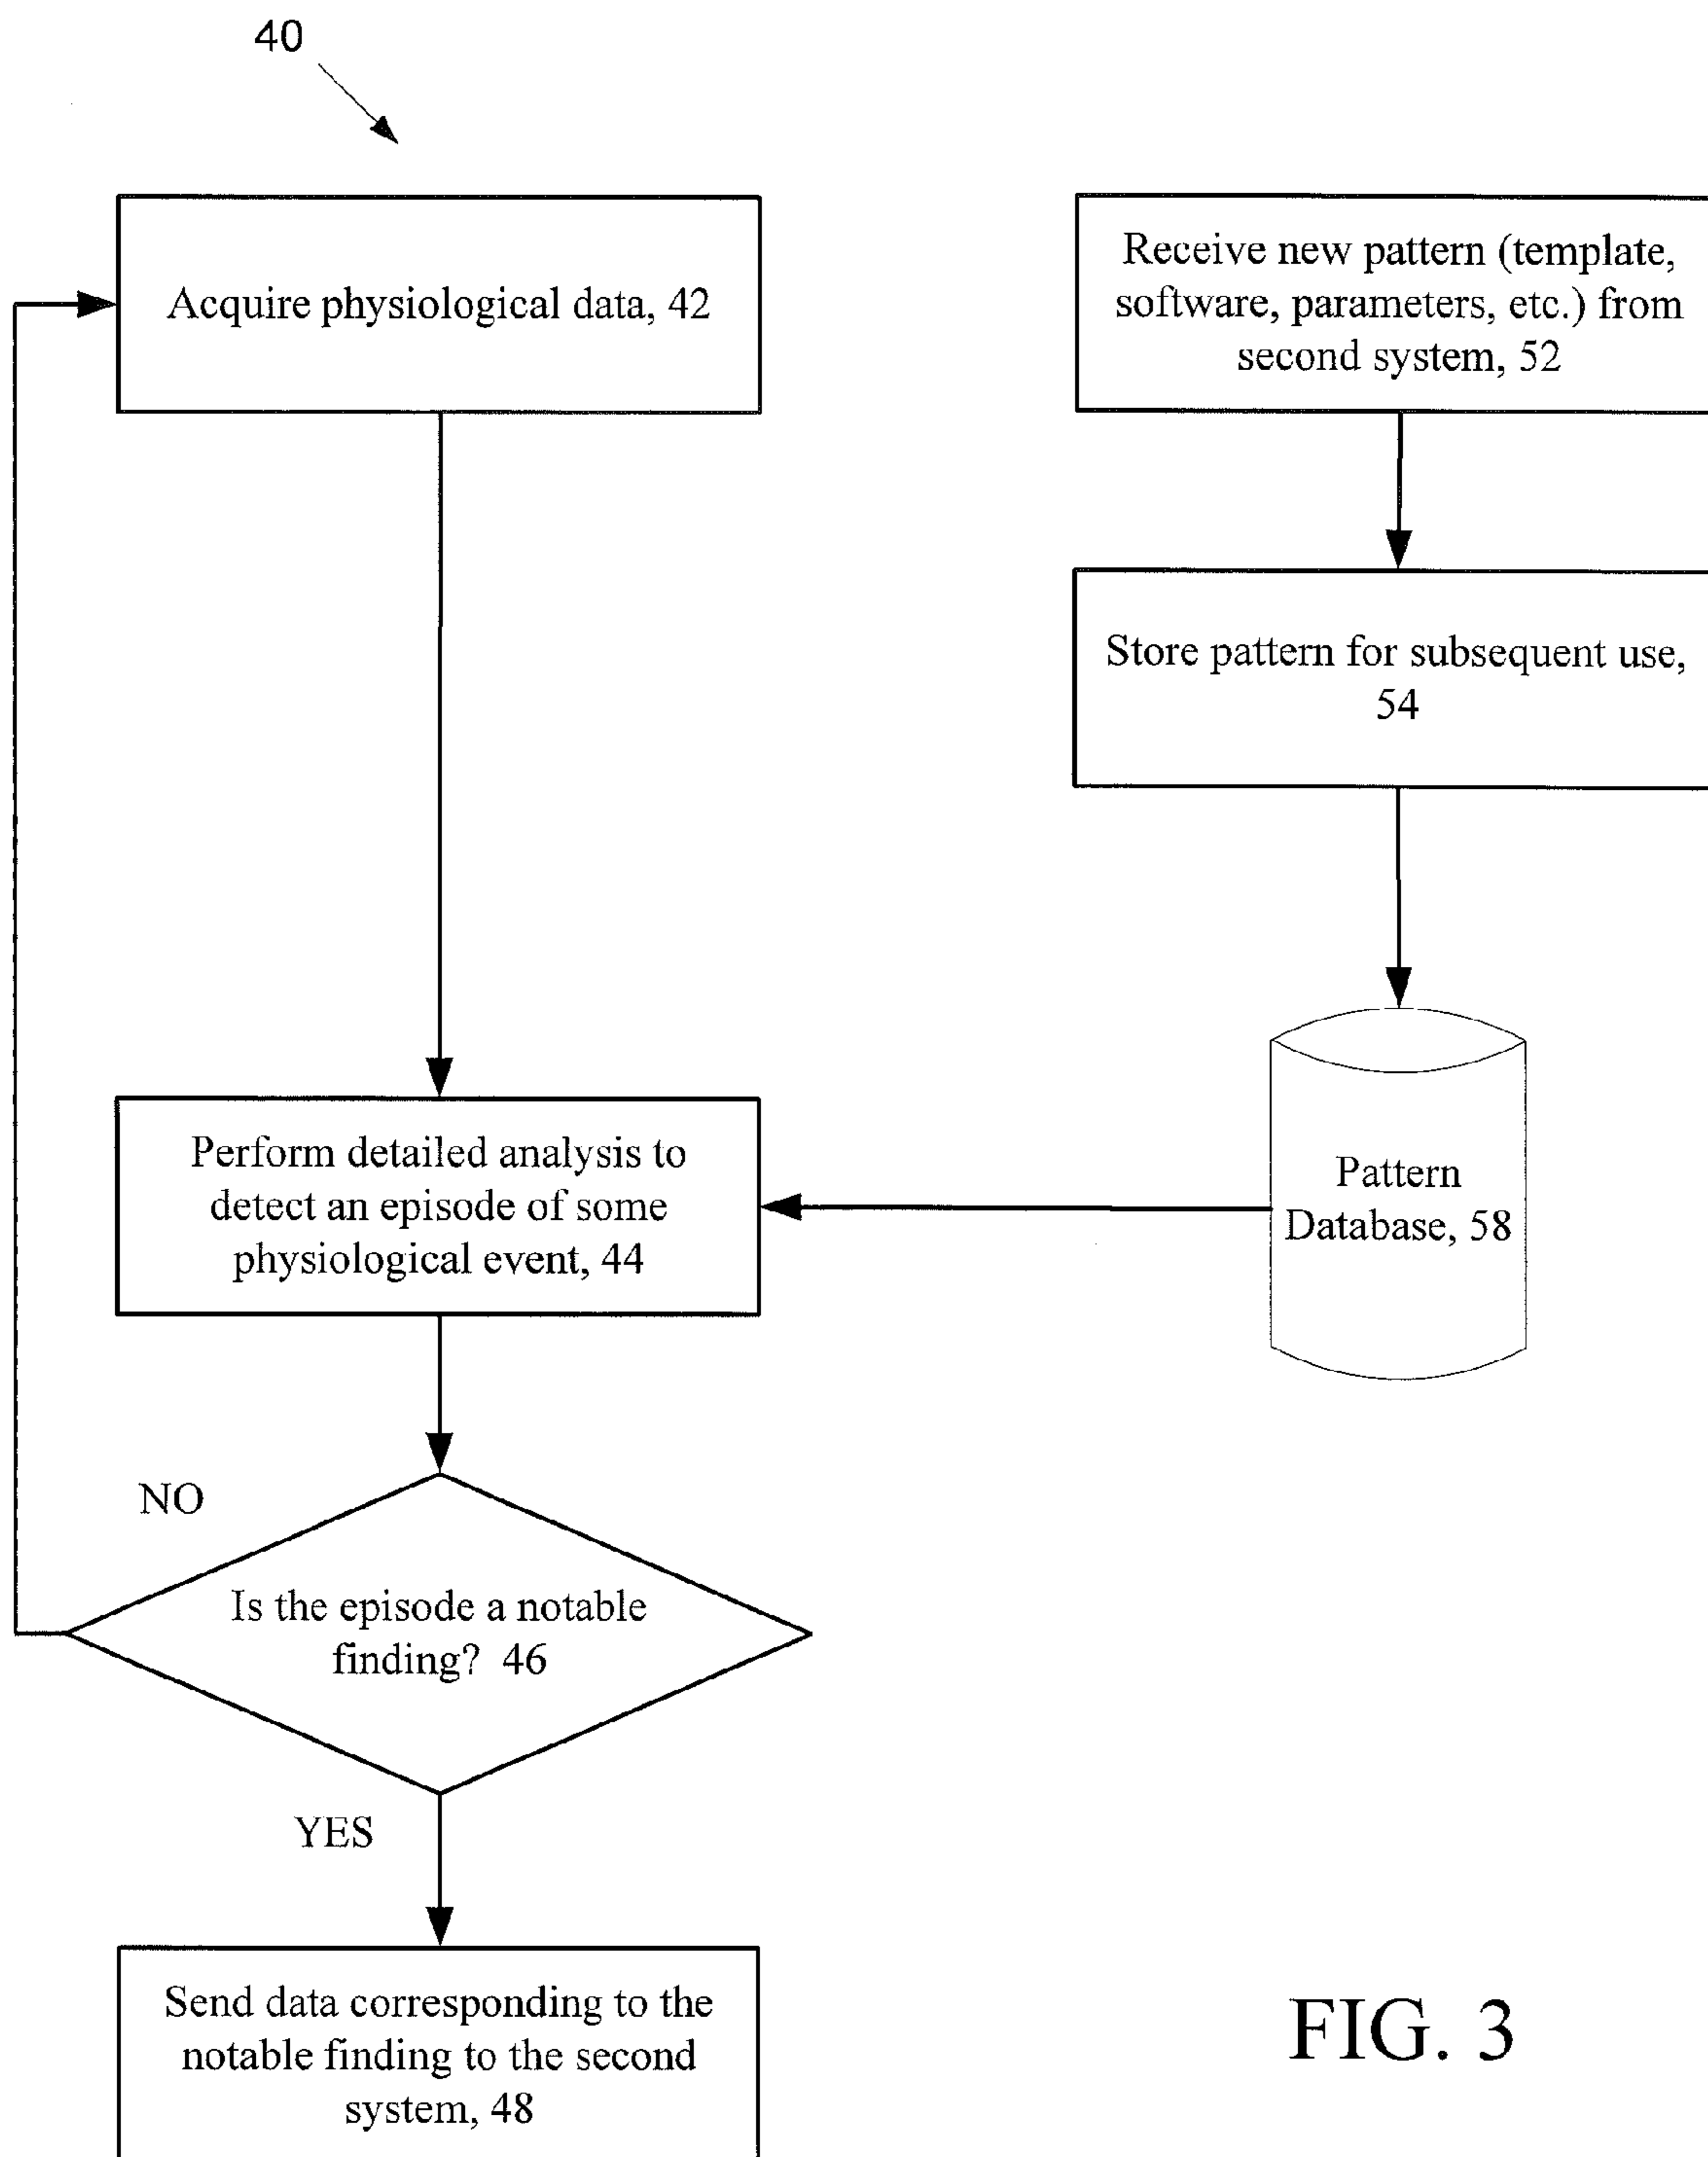 40
Acquire physiological data, 42
Receive new pattern (template,
software, parameters, etc.) from
second system, 52
Store pattern for subsequent use,
54
Perform detailed analysis to
detect an episode of some
physiological event, 44
Pattern
Database, 58
NO
Is the episode a notable
finding? 46
YES
Send data corresponding to the
notable finding to the second
system, 48
FIG. 3